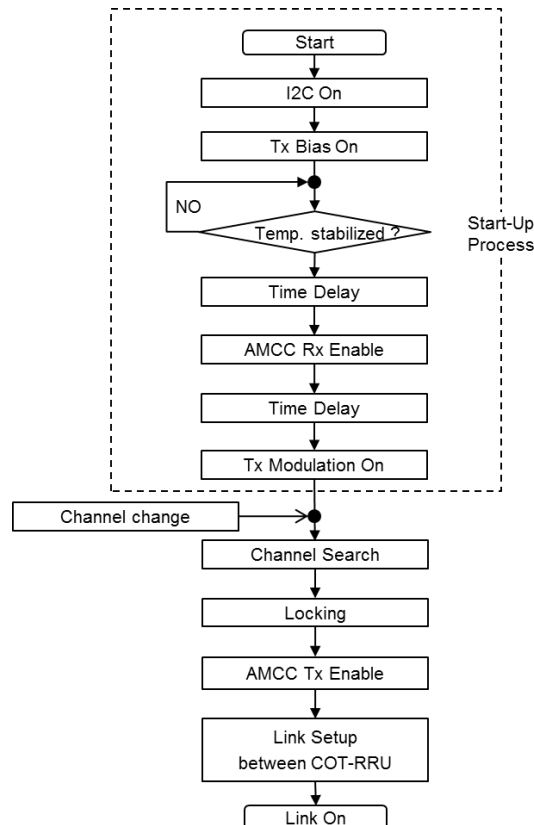 Start
I2C On
Tx Bias On
NO
Temp. stabilized ?
Start-Up
Process
Time Delay
AMCC Rx Enable
Time Delay
Tx Modulation On
Channel change
Channel Search
Locking
AMCC Tx Enable
Link Setup
between COT-RRU
Link On